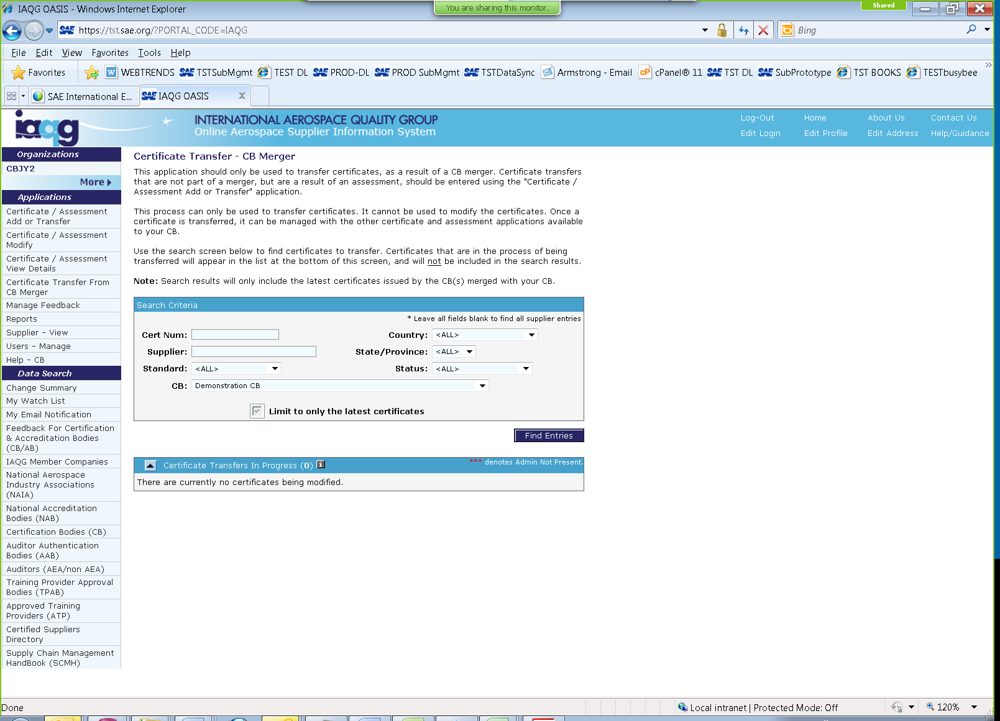 IAQG OASIS - Windows Internet Explorer
You are sharing this monitor.
Shared
SAE https://tst.sae.org/?PORTAL_CODE=IAQG
Bing
File Edit View Favorites Tools Help
Favorites
WEBTRENDS SAE TSTSubMgmt TEST DL SAE PROD-DL SAE PROD SubMgmt SAE TSTDataSync Armstrong - Email cP cPanel® 11 SAE TST DL SAE SubPrototype TST BOOKS TESTbusybee
SAE International E...
SAE IAQG OASIS
iaqg
INTERNATIONAL AEROSPACE QUALITY GROUP
Online Aerospace Supplier Information System
Log-Out Home About Us Contact Us
Edit Login Edit Profile Edit Address Help/Guidance
Organizations
CBJY2
More
Applications
Certificate / Assessment
Add or Transfer
Certificate / Assessment
Modify
Certificate / Assessment
View Details
Certificate Transfer From
CB Merger
Manage Feedback
Reports
Supplier - View
Users - Manage
Help - CB
Data Search
Change Summary
My Watch List
My Email Notification
Feedback For Certification
& Accreditation Bodies
(CB/AB)
IAQG Member Companies
National Aerospace
Industry Associations
(NAIA)
National Accreditation
Bodies (NAB)
Certification Bodies (CB)
Auditor Authentication
Bodies (AAB)
Auditors (AEA/non AEA)
Training Provider Approval
Bodies (TPAB)
Approved Training
Providers (ATP)
Certified Suppliers
Directory
Supply Chain Management
HandBook (SCMH)
Certificate Transfer - CB Merger
This application should only be used to transfer certificates, as a result of a CB merger. Certificate transfers
that are not part of a merger, but are a result of an assessment, should be entered using the "Certificate /
Assessment Add or Transfer" application.
This process can only be used to transfer certificates. It cannot be used to modify the certificates. Once a
certificate is transferred, it can be managed with the other certificate and assessment applications available
to your CB.
Use the search screen below to find certificates to transfer. Certificates that are in the process of being
transferred will appear in the list at the bottom of this screen, and will not be included in the search results.
Note: Search results will only include the latest certificates issued by the CB(s) merged with your CB.
Search Criteria
* Leave all fields blank to find all supplier entries
Cert Num: Country: <ALL>
Supplier: State/Province: <ALL>
Standard: <ALL> Status: <ALL>
CB: Demonstration CB
Limit to only the latest certificates
Find Entries
Certificate Transfers In Progress (0) i *** denotes Admin Not Present.
There are currently no certificates being modified.
Done
Local intranet | Protected Mode: Off
120%